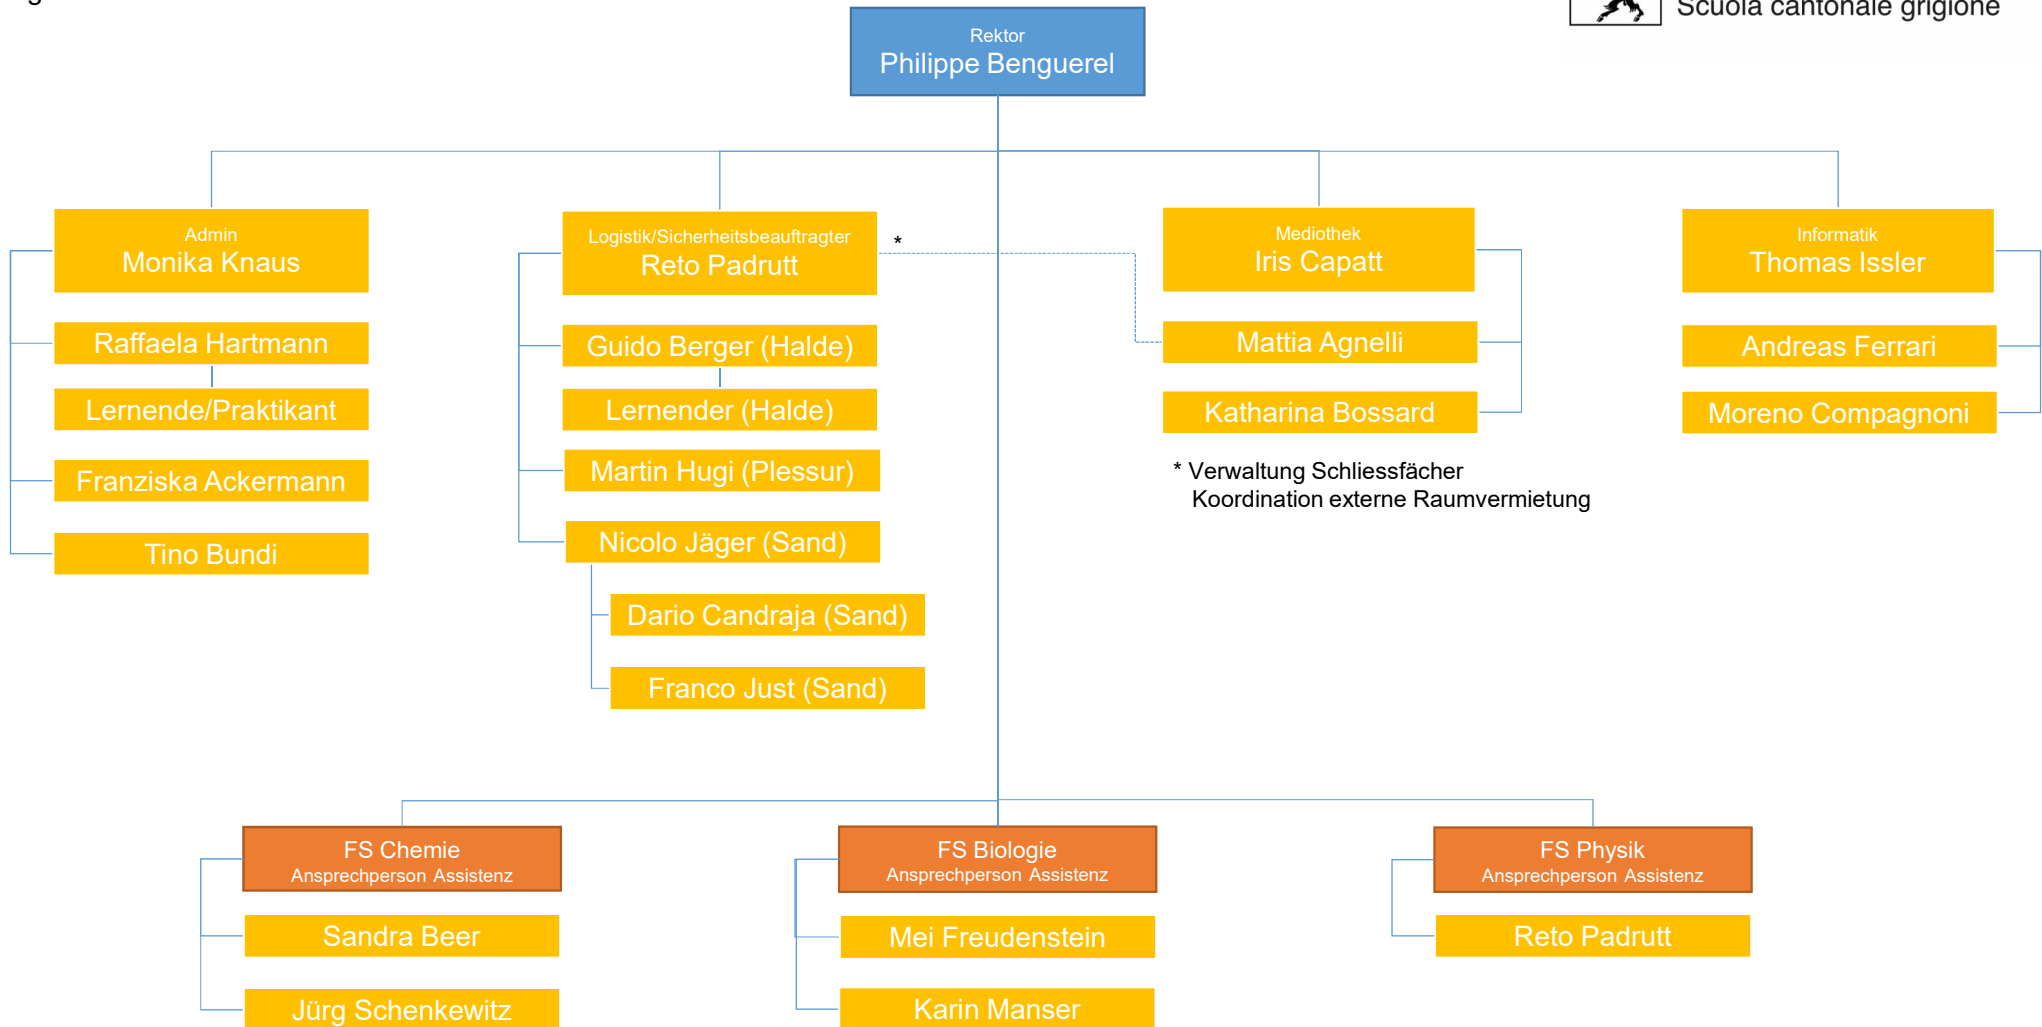 Scuola cantonale grigione
Rektor
Philippe Benguerel
Admin
Monika Knaus
Raffaela Hartmann
Lernende/Praktikant
Franziska Ackermann
Tino Bundi
Logistik/Sicherheitsbeauftragter
Reto Padrutt
*
Guido Berger (Halde)
Lernender (Halde)
Martin Hugi (Plessur)
Nicolo Jäger (Sand)
Dario Candraja (Sand)
Franco Just (Sand)
Mediothek
Iris Capatt
Mattia Agnelli
Katharina Bossard
* Verwaltung Schliessfächer
Koordination externe Raumvermietung
Informatik
Thomas Issler
Andreas Ferrari
Moreno Compagnoni
FS Chemie
Ansprechperson Assistenz
Sandra Beer
Jürg Schenkewitz
FS Biologie
Ansprechperson Assistenz
Mei Freudenstein
Karin Manser
FS Physik
Ansprechperson Assistenz
Reto Padrutt